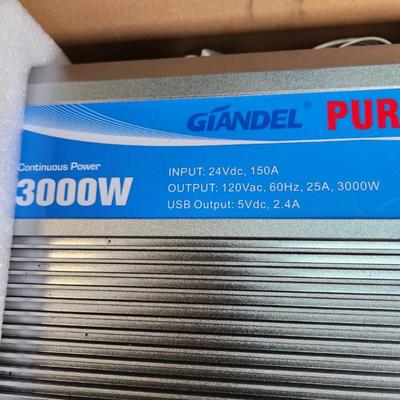 GIANDEL® PUR
Continuous Power
3000W
INPUT: 24Vdc, 150A
OUTPUT: 120Vac, 60Hz, 25A, 3000W
USB Output: 5Vdc, 2.4A